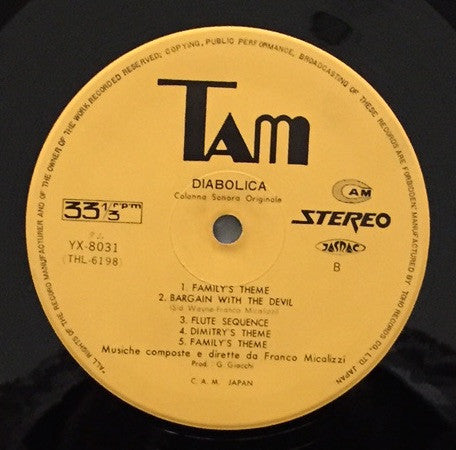 "ALL RIGHTS OF THE RECORD MANUFACTURER AND OF THE OWNER OF THE WORK RECORDED RESERVED; COPYING, PUBLIC PERFORMANCE, BROADCASTING OF THESE RECORDS ARE FORBIDDEN" MANUFACTURED BY TOHO RECORDS CO. LTD. JAPAN
TAM
DIABOLICA
Colonna Sonora Originale
CAM
33 1/3 rpm
STEREO
YX-8031
JASRAC
(THL-6198)
B
1. FAMILY'S THEME
2. BARGAIN WITH THE DEVIL
3. FLUTE SEQUENCE
4. DIMITRY'S THEME
5. FAMILY'S THEME
Musiche composte e dirette da Franco Micalizzi
Prod. G. Giacchi
C. A. M. JAPAN